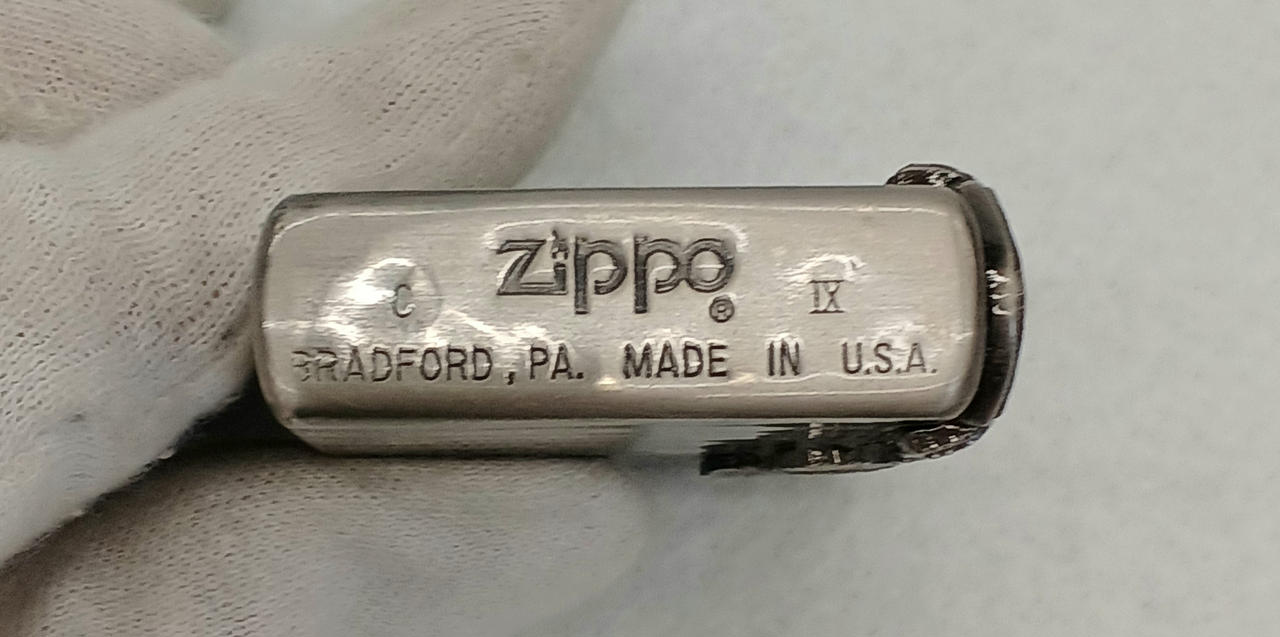 Zippo®
C IX
BRADFORD, PA. MADE IN U.S.A.